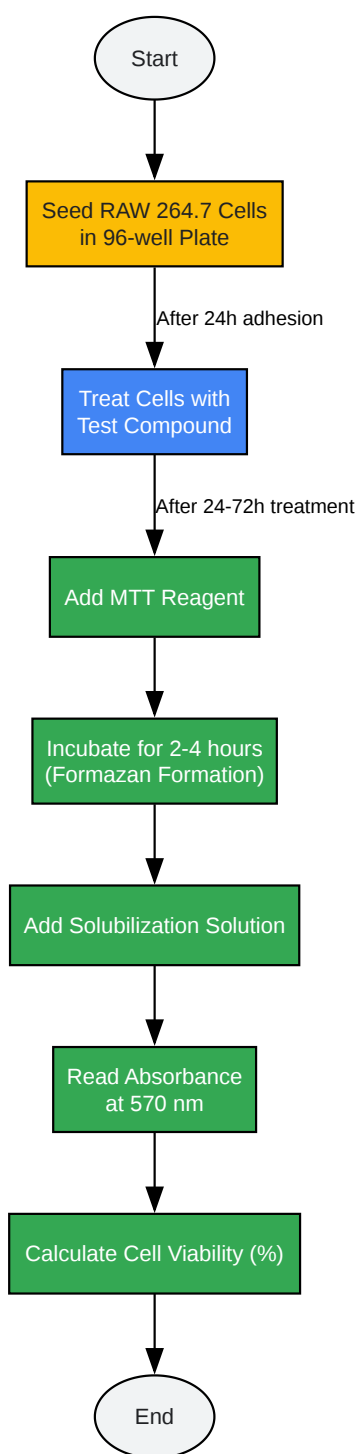 Start
Seed RAW 264.7 Cells
in 96-well Plate
After 24h adhesion
Treat Cells with
Test Compound
After 24-72h treatment
Add MTT Reagent
Incubate for 2-4 hours
(Formazan Formation)
Add Solubilization Solution
Read Absorbance
at 570 nm
Calculate Cell Viability (%)
End